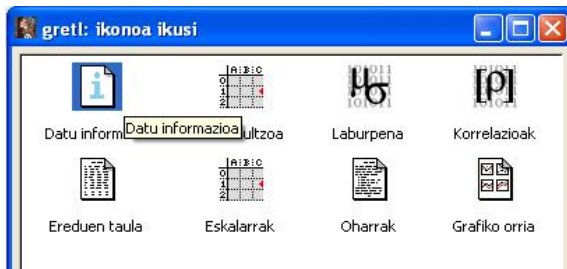 gretl: ikonoa ikusi
Datu inform Datu informazioa ultzoa Laburpena Korrelazioak
Ereduen taula Eskalarrak Oharrak Grafiko orria